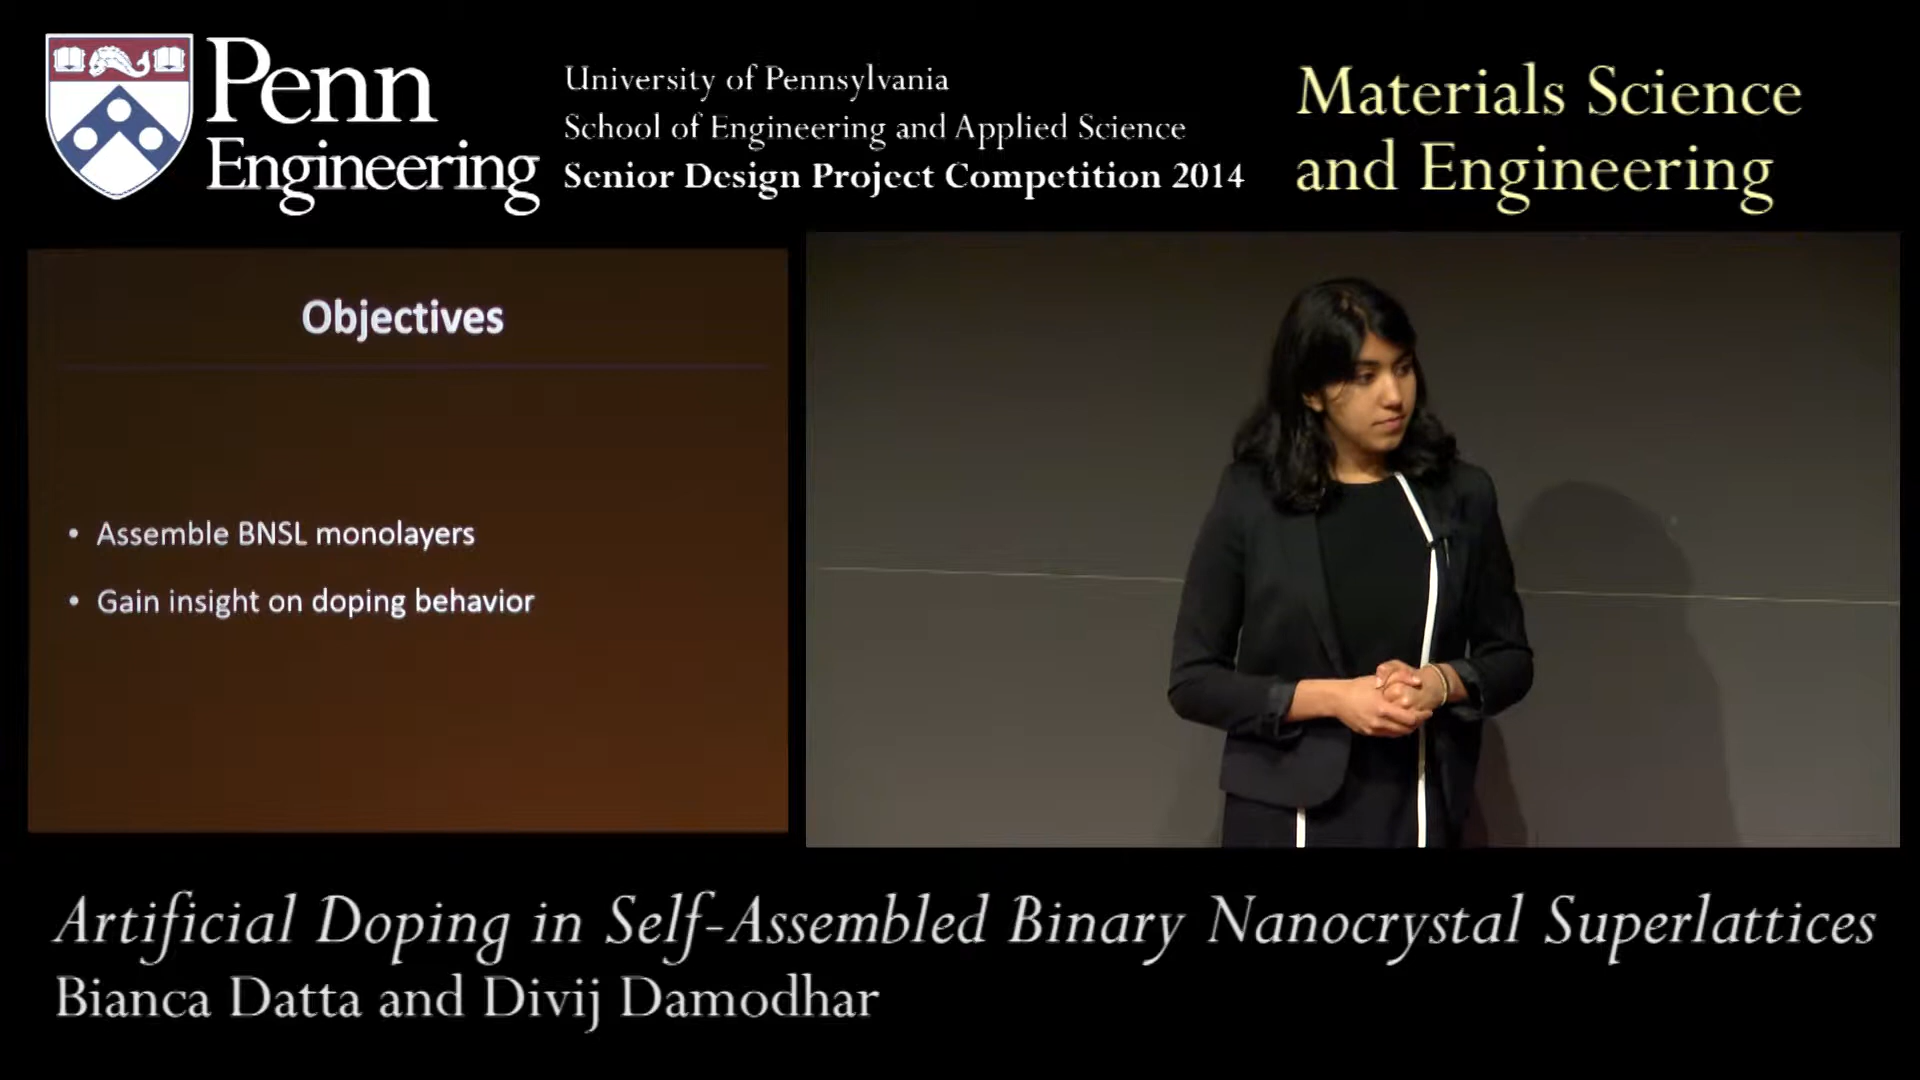 Penn
Engineering
University of Pennsylvania
School of Engineering and Applied Science
Senior Design Project Competition 2014
Materials Science
and Engineering
Objectives
• Assemble BNSL monolayers
• Gain insight on doping behavior
Artificial Doping in Self-Assembled Binary Nanocrystal Superlattices
Bianca Datta and Divij Damodhar